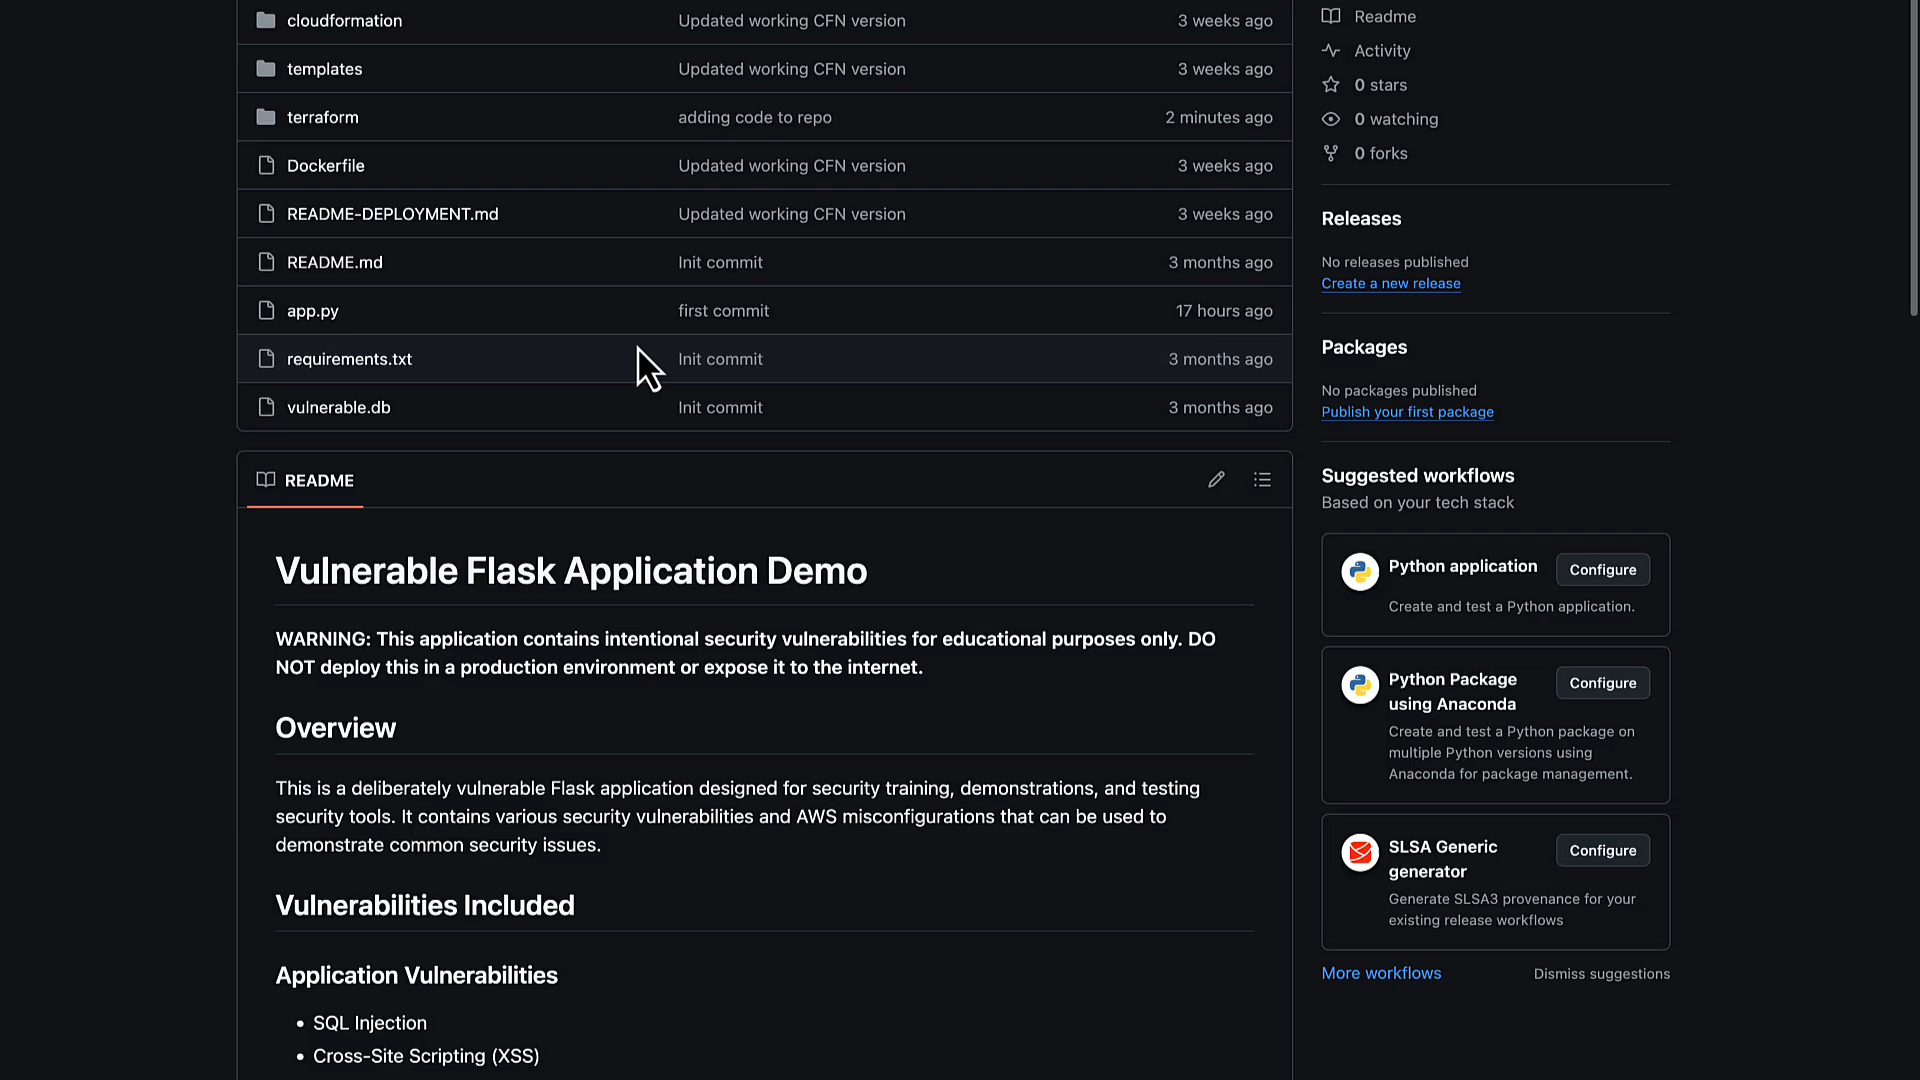 cloudformation Updated working CFN version 3 weeks ago
templates Updated working CFN version 3 weeks ago
terraform adding code to repo 2 minutes ago
Dockerfile Updated working CFN version 3 weeks ago
README-DEPLOYMENT.md Updated working CFN version 3 weeks ago
README.md Init commit 3 months ago
app.py first commit 17 hours ago
requirements.txt Init commit 3 months ago
vulnerable.db Init commit 3 months ago
README
Vulnerable Flask Application Demo
WARNING: This application contains intentional security vulnerabilities for educational purposes only. DO
NOT deploy this in a production environment or expose it to the internet.
Overview
This is a deliberately vulnerable Flask application designed for security training, demonstrations, and testing
security tools. It contains various security vulnerabilities and AWS misconfigurations that can be used to
demonstrate common security issues.
Vulnerabilities Included
Application Vulnerabilities
• SQL Injection
• Cross-Site Scripting (XSS)
Readme
Activity
0 stars
0 watching
0 forks
Releases
No releases published
Create a new release
Packages
No packages published
Publish your first package
Suggested workflows
Based on your tech stack
Python application Configure
Create and test a Python application.
Python Package
using Anaconda
Configure
Create and test a Python package on
multiple Python versions using
Anaconda for package management.
SLSA Generic
generator
Configure
Generate SLSA3 provenance for your
existing release workflows
More workflows Dismiss suggestions